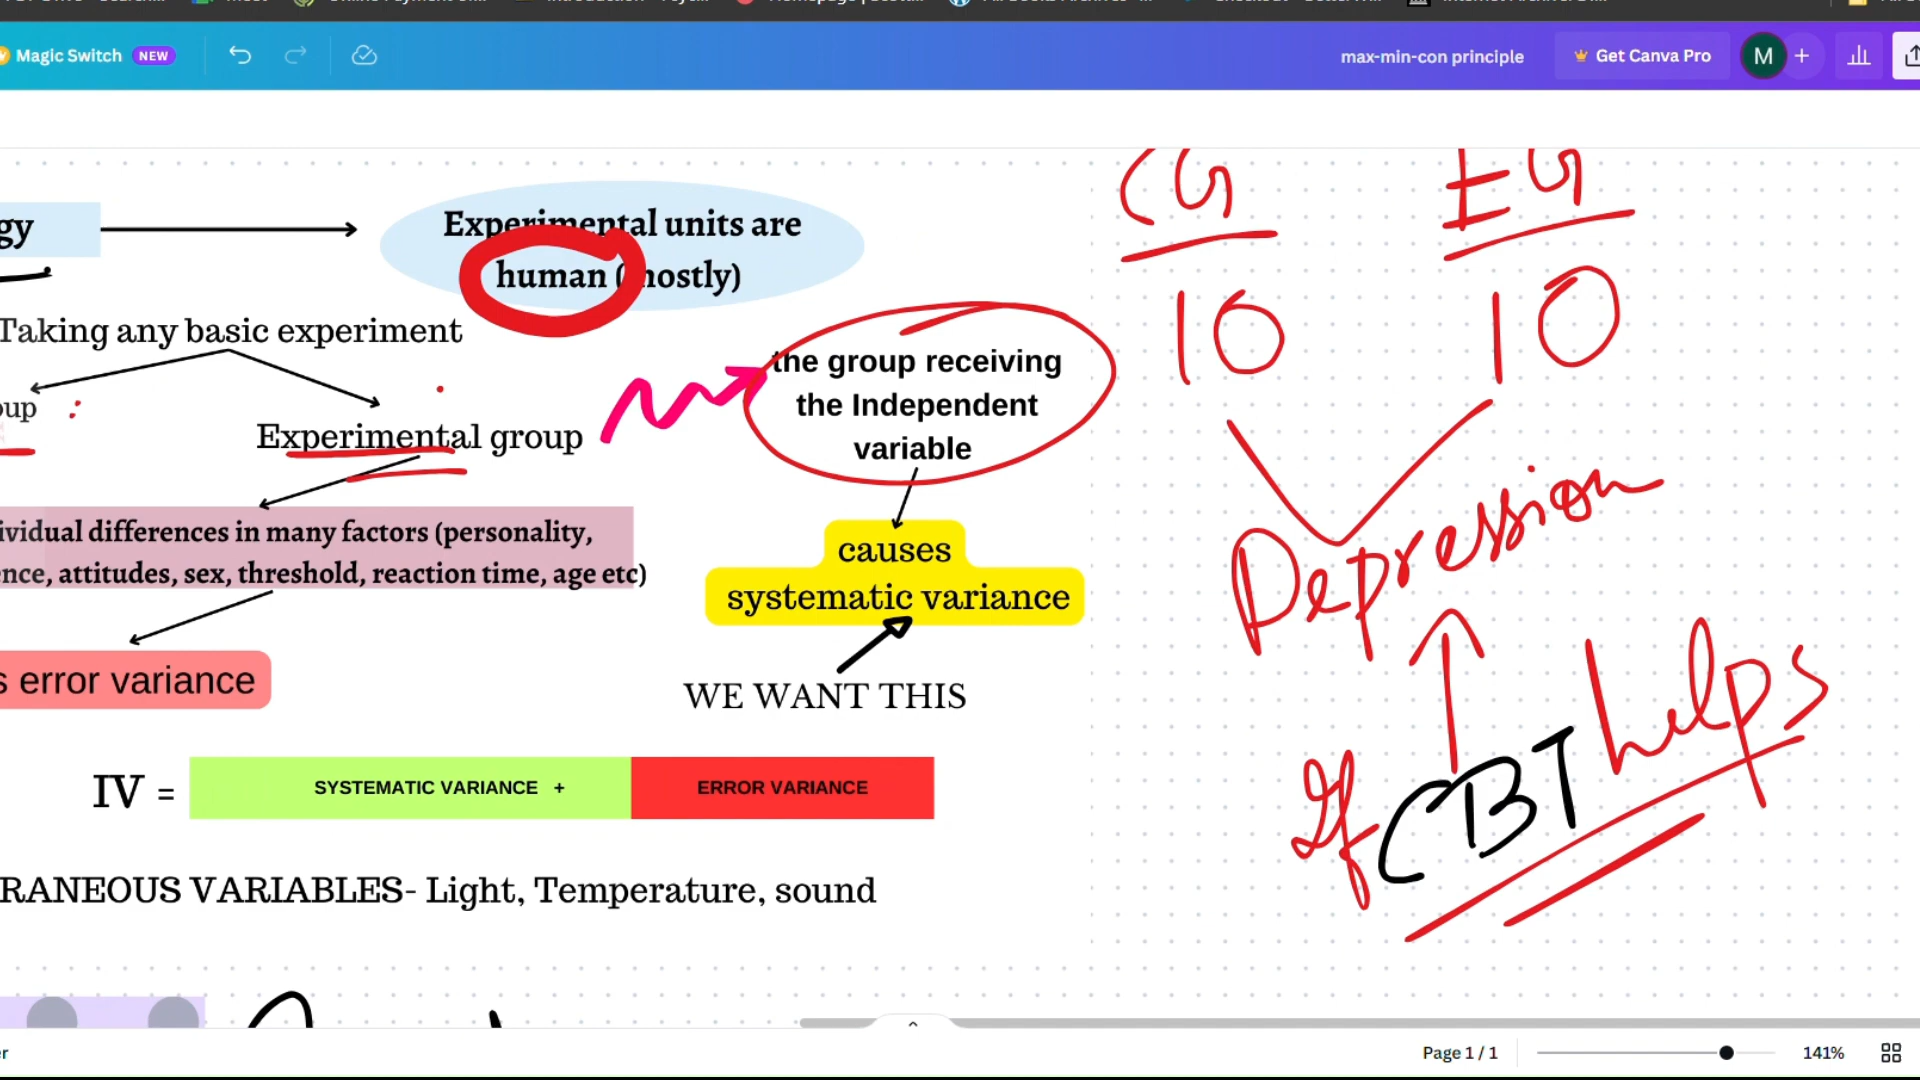 Magic Switch NEW
max-min-con principle
Get Canva Pro
M
+
gy
Experimental units are
human (mostly)
Taking any basic experiment
oup :
Experimental group
the group receiving
the Independent
variable
ividual differences in many factors (personality,
ence, attitudes, sex, threshold, reaction time, age etc)
causes
systematic variance
s error variance
WE WANT THIS
IV = SYSTEMATIC VARIANCE + ERROR VARIANCE
RANEOUS VARIABLES- Light, Temperature, sound
CG EG
10 10
Depression
If CBT helps
er
Page 1 / 1
141%